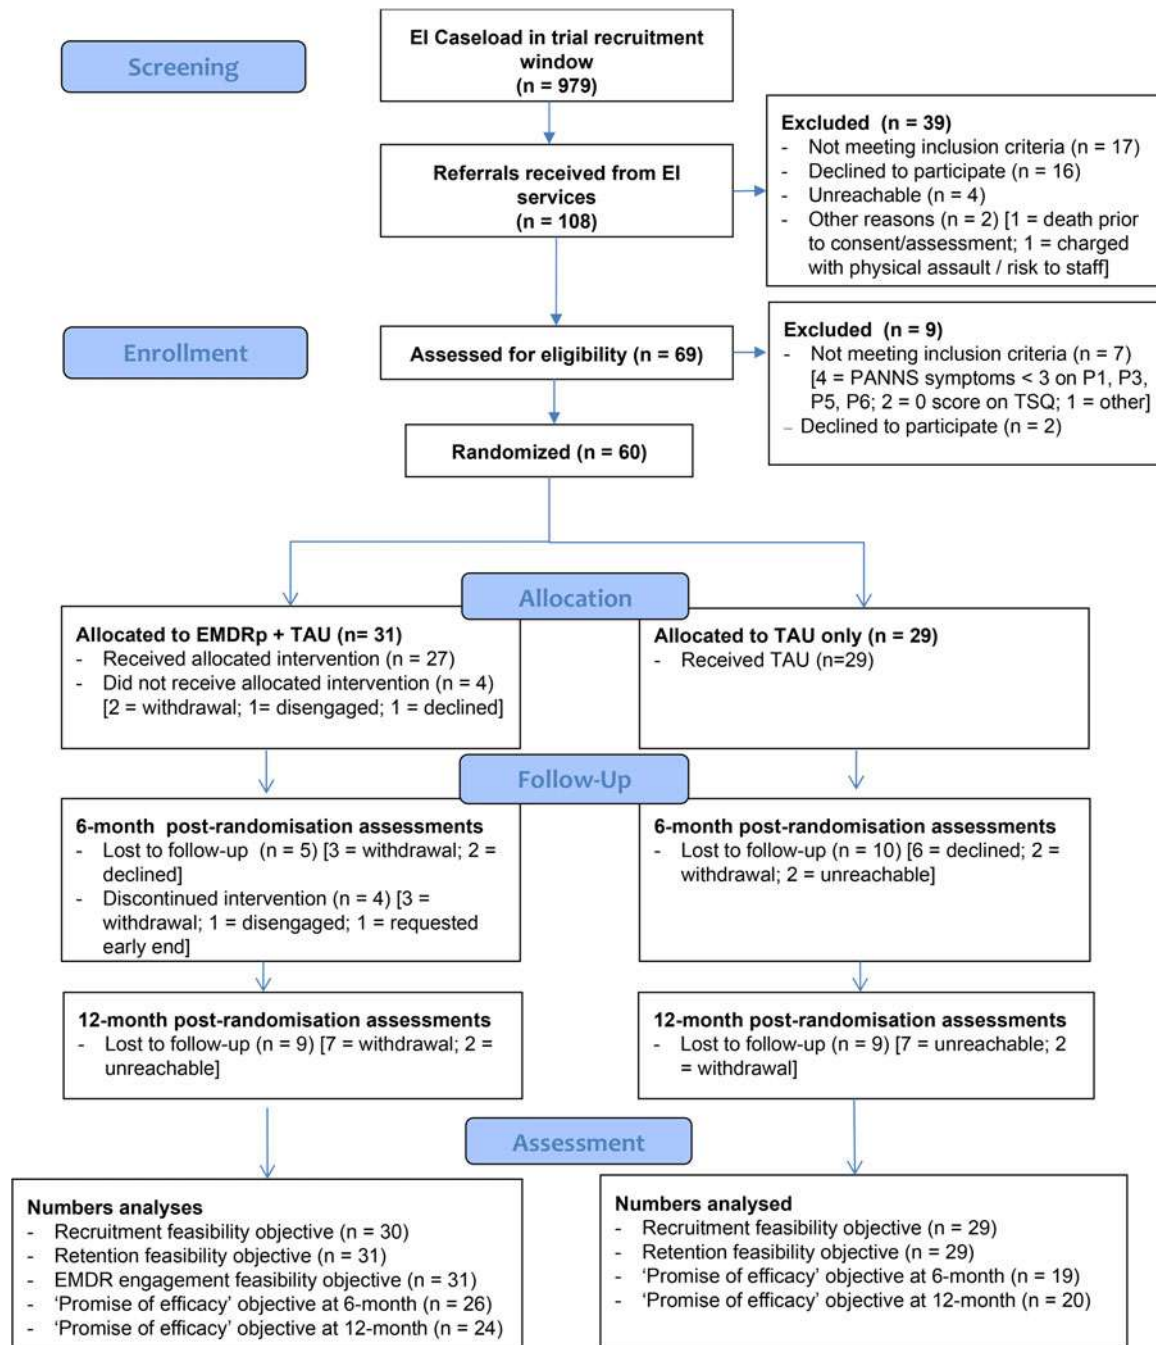 Screening
EI Caseload in trial recruitment
window
(n = 979)
Excluded (n = 39)
- Not meeting inclusion criteria (n = 17)
- Declined to participate (n = 16)
- Unreachable (n = 4)
- Other reasons (n = 2) [1 = death prior
to consent/assessment; 1 = charged
with physical assault / risk to staff]
Referrals received from EI
services
(n = 108)
Enrollment
Assessed for eligibility (n = 69)
Excluded (n = 9)
- Not meeting inclusion criteria (n = 7)
[4 = PANNS symptoms < 3 on P1, P3,
P5, P6; 2 = 0 score on TSQ; 1 = other]
– Declined to participate (n = 2)
Randomized (n = 60)
Allocation
Allocated to EMDRp + TAU (n= 31)
- Received allocated intervention (n = 27)
- Did not receive allocated intervention (n = 4)
[2 = withdrawal; 1= disengaged; 1 = declined]
Allocated to TAU only (n = 29)
- Received TAU (n=29)
Follow-Up
6-month post-randomisation assessments
- Lost to follow-up (n = 5) [3 = withdrawal; 2 =
declined]
- Discontinued intervention (n = 4) [3 =
withdrawal; 1 = disengaged; 1 = requested
early end]
6-month post-randomisation assessments
- Lost to follow-up (n = 10) [6 = declined; 2 =
withdrawal; 2 = unreachable]
12-month post-randomisation assessments
- Lost to follow-up (n = 9) [7 = withdrawal; 2 =
unreachable]
12-month post-randomisation assessments
- Lost to follow-up (n = 9) [7 = unreachable; 2
= withdrawal]
Assessment
Numbers analyses
- Recruitment feasibility objective (n = 30)
- Retention feasibility objective (n = 31)
- EMDR engagement feasibility objective (n = 31)
- ‘Promise of efficacy’ objective at 6-month (n = 26)
- ‘Promise of efficacy’ objective at 12-month (n = 24)
Numbers analysed
- Recruitment feasibility objective (n = 29)
- Retention feasibility objective (n = 29)
- ‘Promise of efficacy’ objective at 6-month (n = 19)
- ‘Promise of efficacy’ objective at 12-month (n = 20)